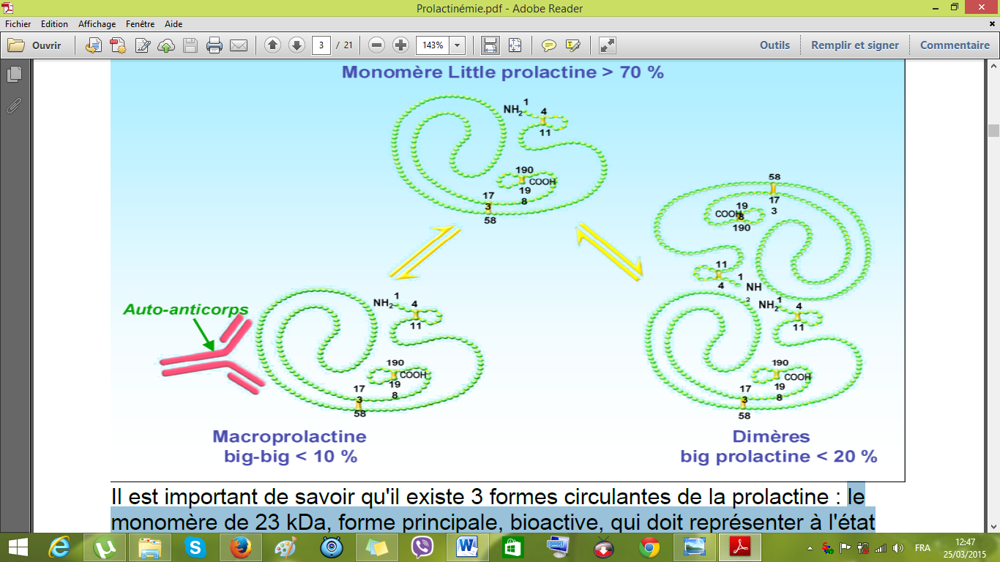 Prolactinémie.pdf - Adobe Reader
Fichier Edition Affichage Fenêtre Aide
Ouvrir 3 / 21 143% Outils Remplir et signer Commentaire
Monomère Little prolactine > 70 %
NH2 1 4
11
190
COOH
19
8
17
3
58
58
17
3
19
8
COOH
190
11
4 1 NH
2
Auto-anticorps
NH2 1 4
11
190
COOH
19
8
17
3
58
NH2 1 4
11
190
COOH
19
8
17
3
58
Macroprolactine
big-big < 10 %
Dimères
big prolactine < 20 %
Il est important de savoir qu'il existe 3 formes circulantes de la prolactine : le
monomère de 23 kDa, forme principale, bioactive, qui doit représenter à l'état
FRA
12:47
25/03/2015